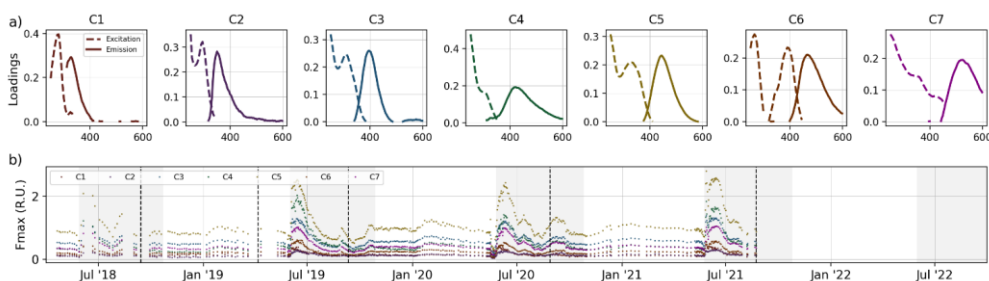 a) C1 C2 C3 C4 C5 C6 C7
Loadings
0.4 0.2 0.0
Excitation
Emission
0.3 0.2 0.1 0.0
0.3 0.2 0.1 0.0
0.4 0.2 0.0
0.4 0.2 0.0
0.2 0.1 0.0
0.2 0.1 0.0
400 600 400 600 400 600 400 600 400 600 400 600 400 600
b)
C1 C2 C3 C4 C5 C6 C7
Fmax (R.U.)
2
0
Jul '18 Jan '19 Jul '19 Jan '20 Jul '20 Jan '21 Jul '21 Jan '22 Jul '22